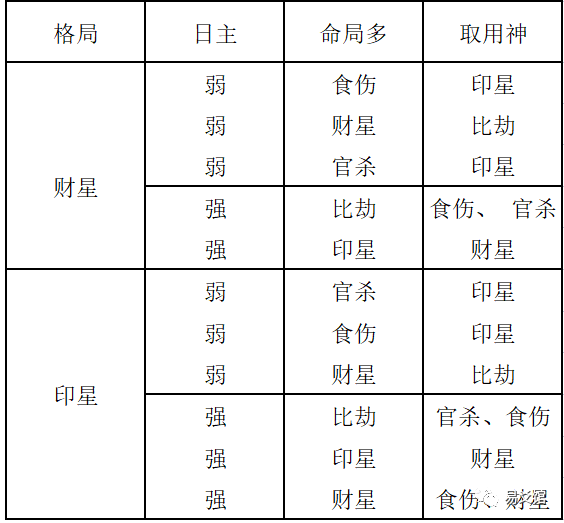 格局 日主 命局多 取用神
财星
弱 食伤 印星
弱 财星 比劫
弱 官杀 印星
强 比劫 食伤、 官杀
强 印星 财星
印星
弱 官杀 印星
弱 食伤 印星
弱 财星 比劫
强 比劫 官杀、食伤
强 印星 财星
强 财星 食伤、财星